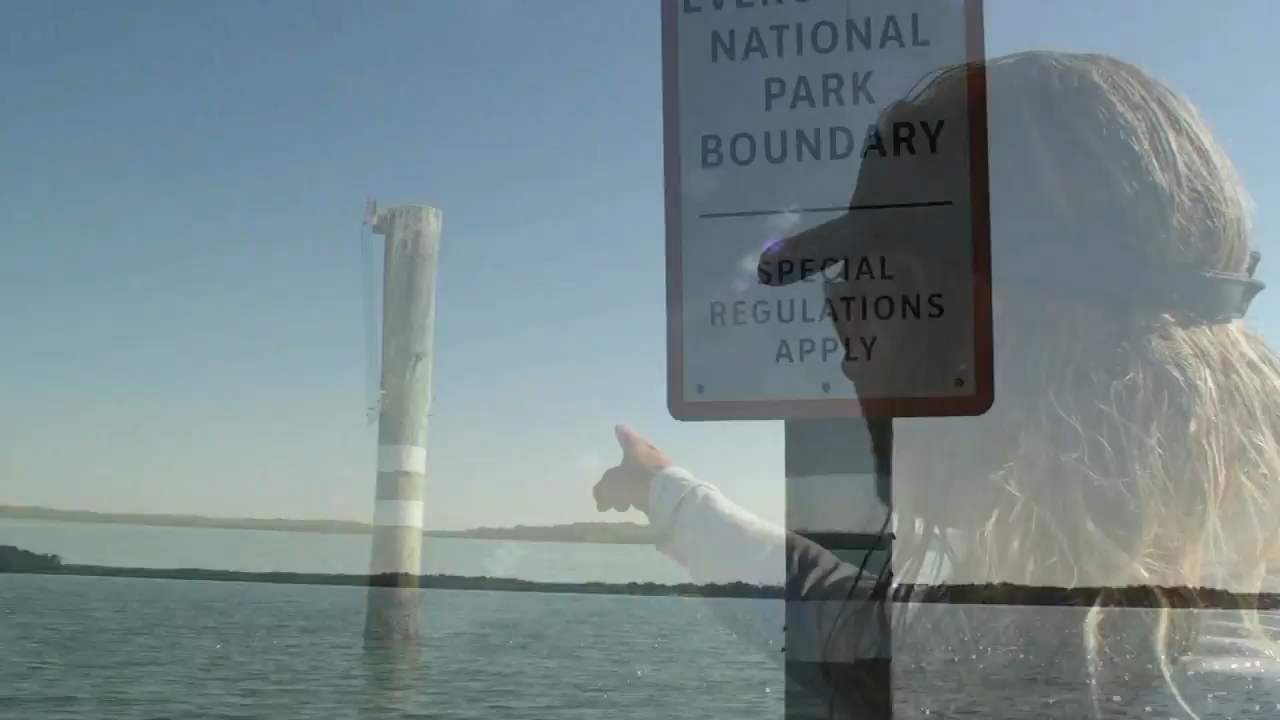 NATIONAL
PARK
BOUNDARY
SPECIAL
REGULATIONS
APPLY